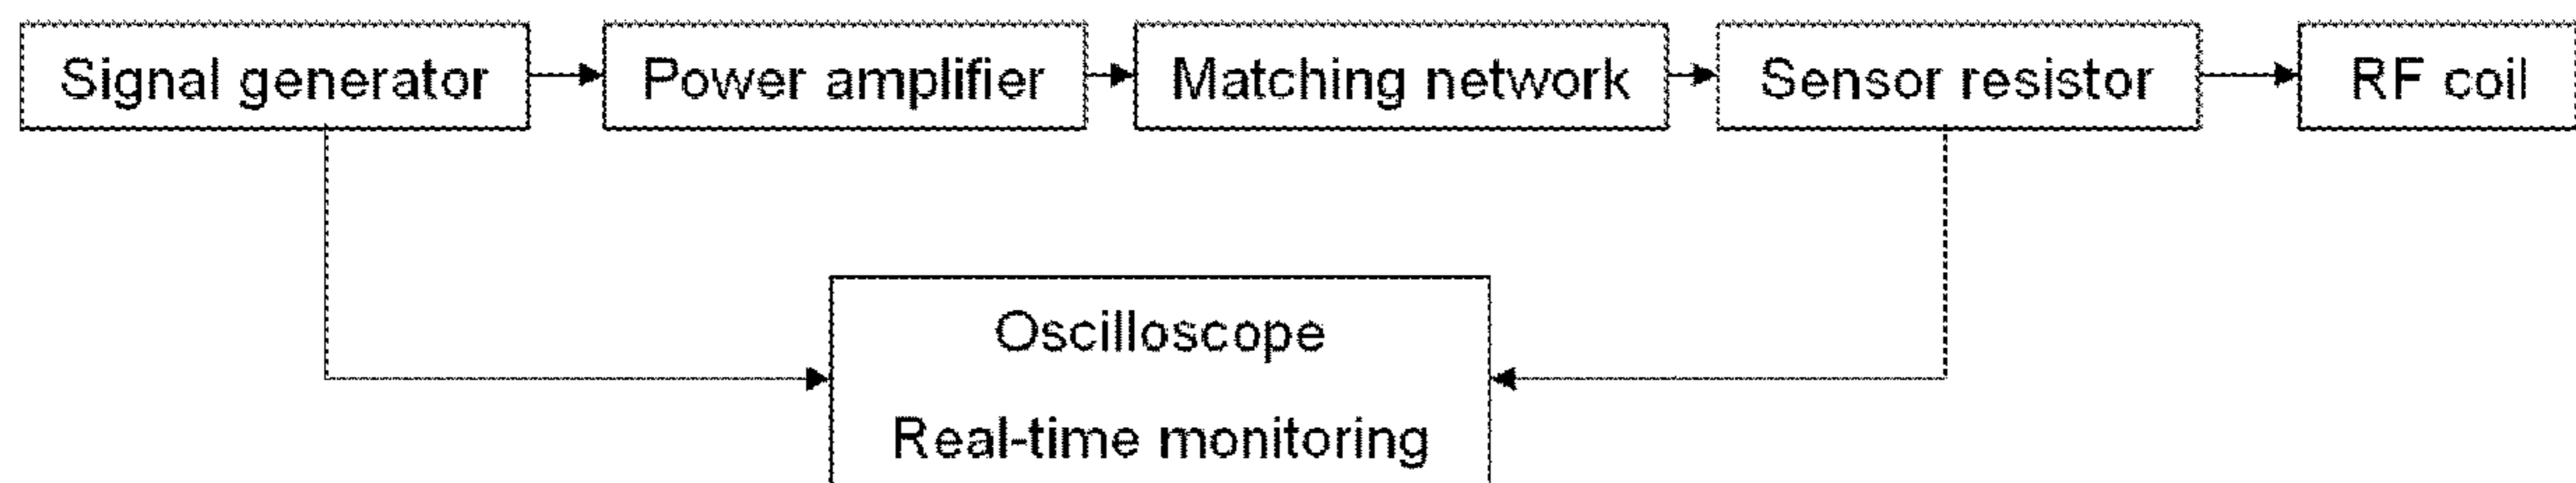 Signal generator
Power amplifier
Matching network
Sensor resistor
RF coil
Oscilloscope
Real-time monitoring